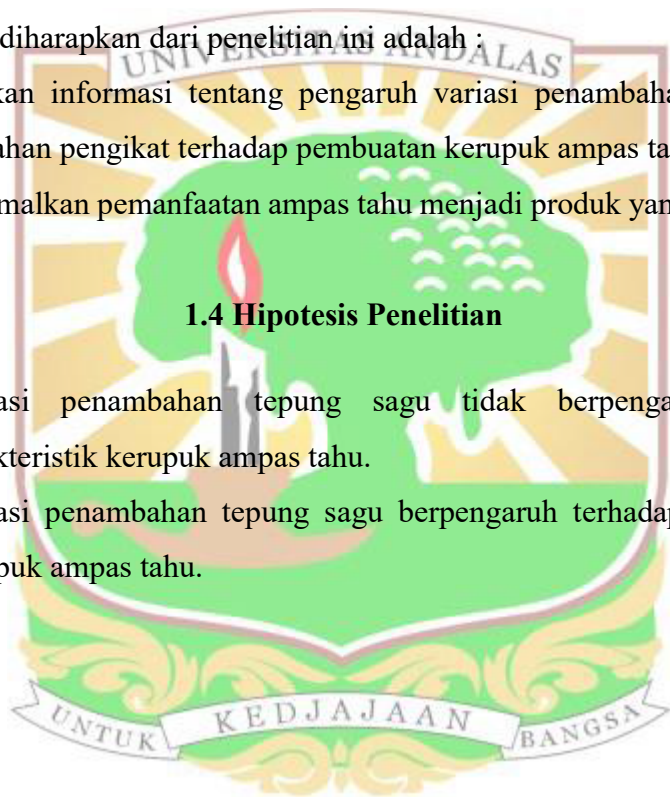 diharapkan dari penelitian ini adalah :
UNIVERSITAS ANDALAS
kan informasi tentang pengaruh variasi penambaha
ahan pengikat terhadap pembuatan kerupuk ampas ta
malkan pemanfaatan ampas tahu menjadi produk yan
1.4 Hipotesis Penelitian
asi penambahan tepung sagu tidak berpenga
kteristik kerupuk ampas tahu.
asi penambahan tepung sagu berpengaruh terhadap
puk ampas tahu.
UNTUK KEDJAJAAN BANGSA